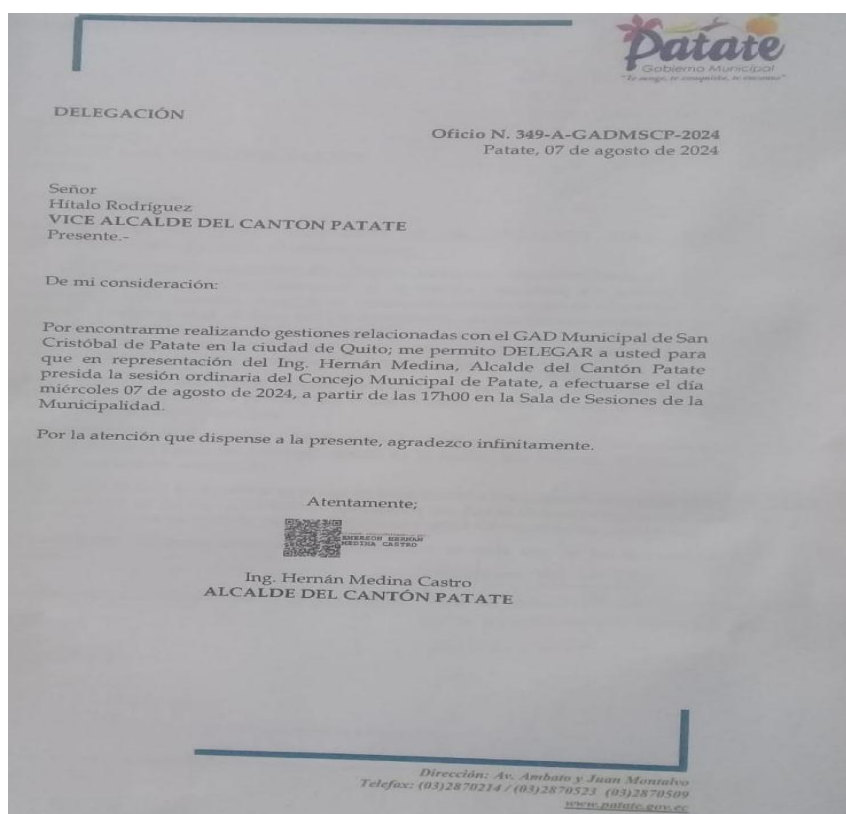 Patate
Gobierno Municipal
"Te acoge, te conquista, te encanta"
DELEGACIÓN
Oficio N. 349-A-GADMSCP-2024
Patate, 07 de agosto de 2024
Señor
Hítalo Rodríguez
VICE ALCALDE DEL CANTON PATATE
Presente.-
De mi consideración:
Por encontrarme realizando gestiones relacionadas con el GAD Municipal de San
Cristóbal de Patate en la ciudad de Quito; me permito DELEGAR a usted para
que en representación del Ing. Hernán Medina, Alcalde del Cantón Patate
presida la sesión ordinaria del Concejo Municipal de Patate, a efectuarse el día
miércoles 07 de agosto de 2024, a partir de las 17h00 en la Sala de Sesiones de la
Municipalidad.
Por la atención que dispense a la presente, agradezco infinitamente.
Atentamente;
EMERSON HERNAN
MEDINA CASTRO
Ing. Hernán Medina Castro
ALCALDE DEL CANTÓN PATATE
Dirección: Av. Ambato y Juan Montalvo
Telefax: (03)2870214 / (03)2870523 (03)2870509
www.patate.gov.ec